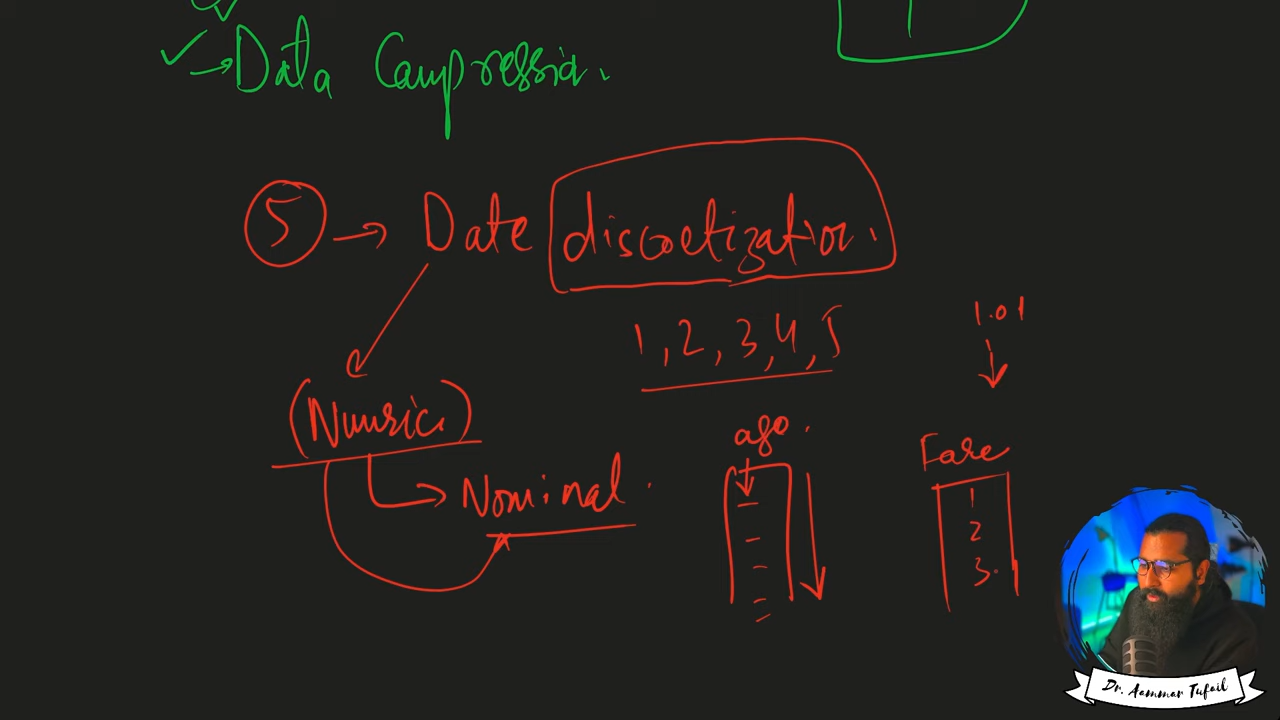 → Data Campressia.
5 → Date discretization.
1, 2, 3, 4, 5
1.01
(Numric)
→ Nominal.
age.
Fare
1
2
3.
Dr. Aammar Tufail